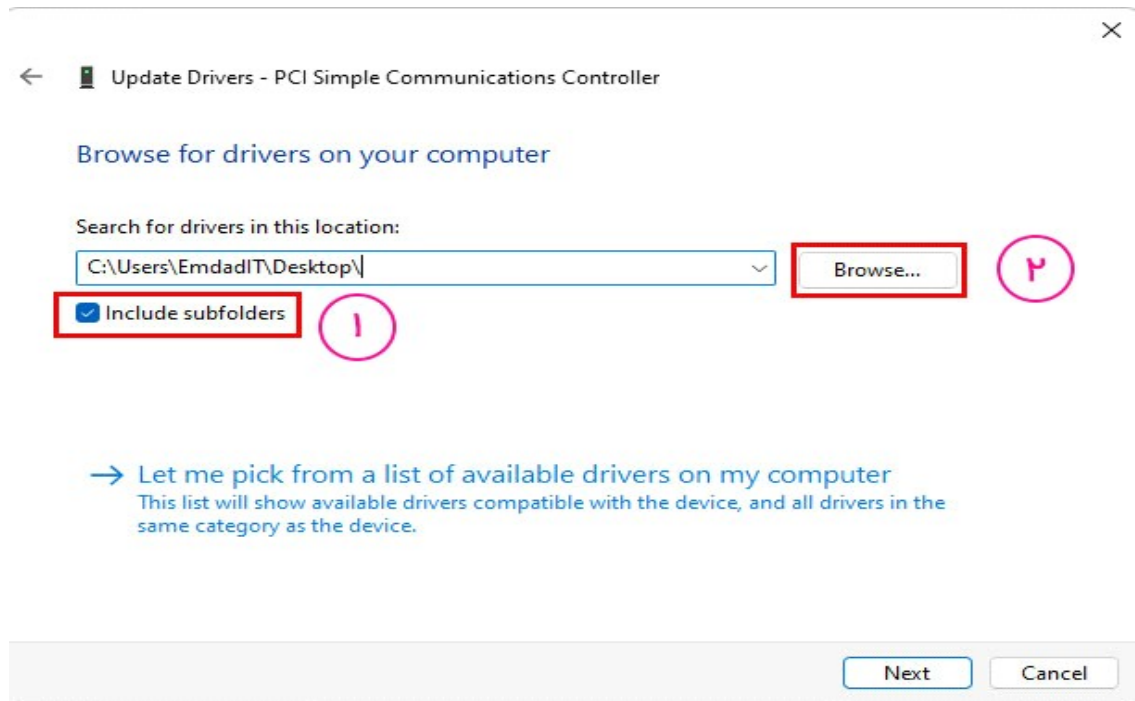 Update Drivers - PCI Simple Communications Controller
Browse for drivers on your computer
Search for drivers in this location:
C:\Users\EmdadIT\Desktop\
Browse...
۲
Include subfolders
۱
Let me pick from a list of available drivers on my computer
This list will show available drivers compatible with the device, and all drivers in the
same category as the device.
Next
Cancel